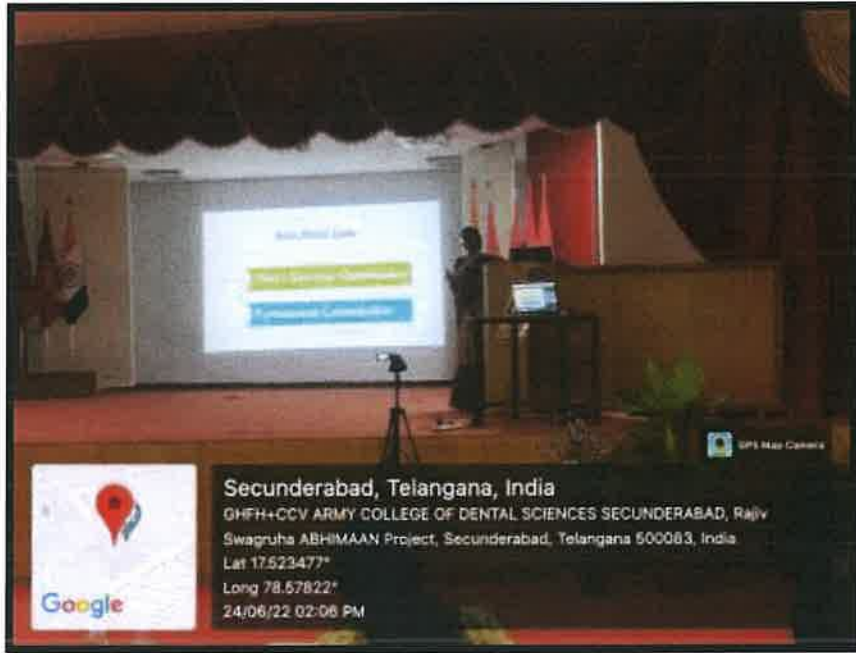 GPS Map Camera
Google
Secunderabad, Telangana, India
GHFH+CCV ARMY COLLEGE OF DENTAL SCIENCES SECUNDERABAD, Rajiv
Swagruha ABHIMAAN Project, Secunderabad, Telangana 500083, India
Lat 17.523477°
Long 78.57822°
24/06/22 02:06 PM